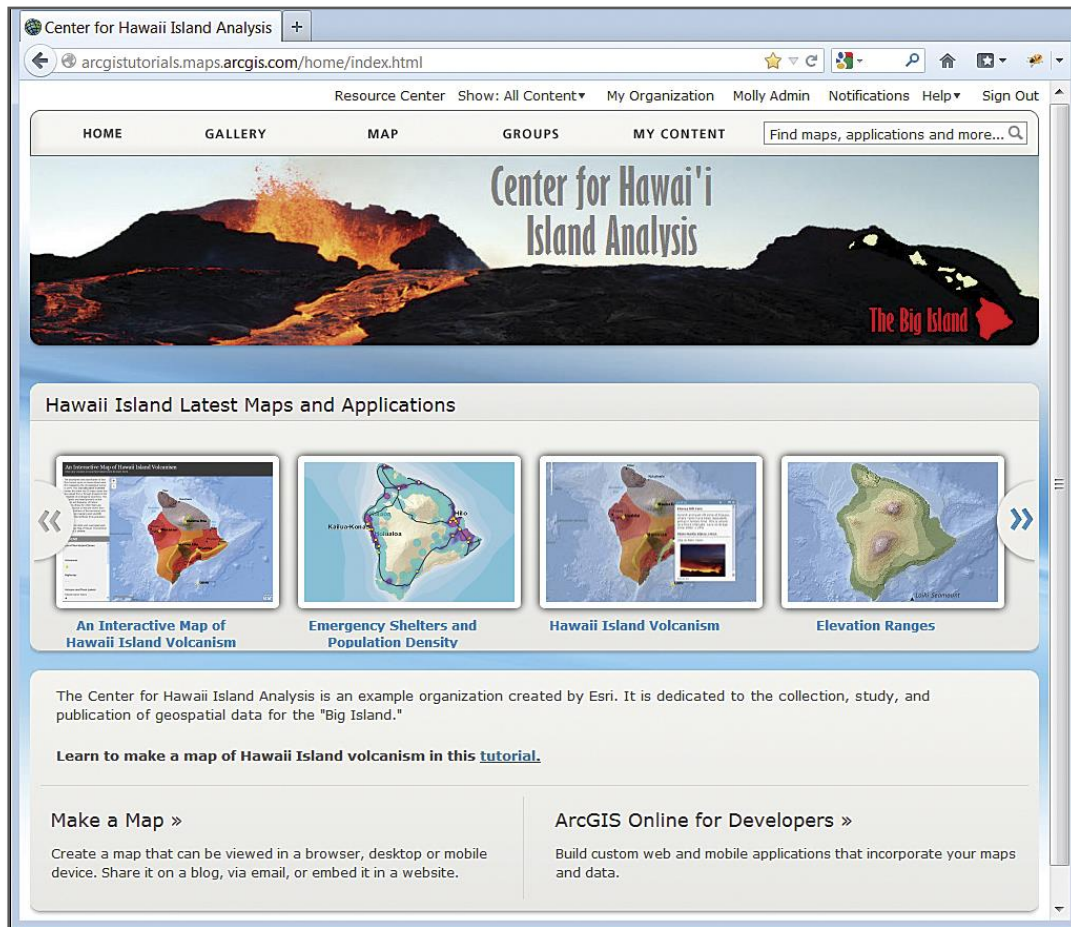 Center for Hawaii Island Analysis
arcgistutorials.maps.arcgis.com/home/index.html
Resource Center Show: All Content My Organization Molly Admin Notifications Help Sign Out
HOME GALLERY MAP GROUPS MY CONTENT Find maps, applications and more...
Center for Hawai'i
Island Analysis
The Big Island
Hawaii Island Latest Maps and Applications
An Interactive Map of Hawaii Island Volcanism
Kailua-Kona
Hilo
Loihi Seamount
An Interactive Map of
Hawaii Island Volcanism
Emergency Shelters and
Population Density
Hawaii Island Volcanism
Elevation Ranges
The Center for Hawaii Island Analysis is an example organization created by Esri. It is dedicated to the collection, study, and
publication of geospatial data for the "Big Island."
Learn to make a map of Hawaii Island volcanism in this tutorial.
Make a Map »
Create a map that can be viewed in a browser, desktop or mobile
device. Share it on a blog, via email, or embed it in a website.
ArcGIS Online for Developers »
Build custom web and mobile applications that incorporate your maps
and data.